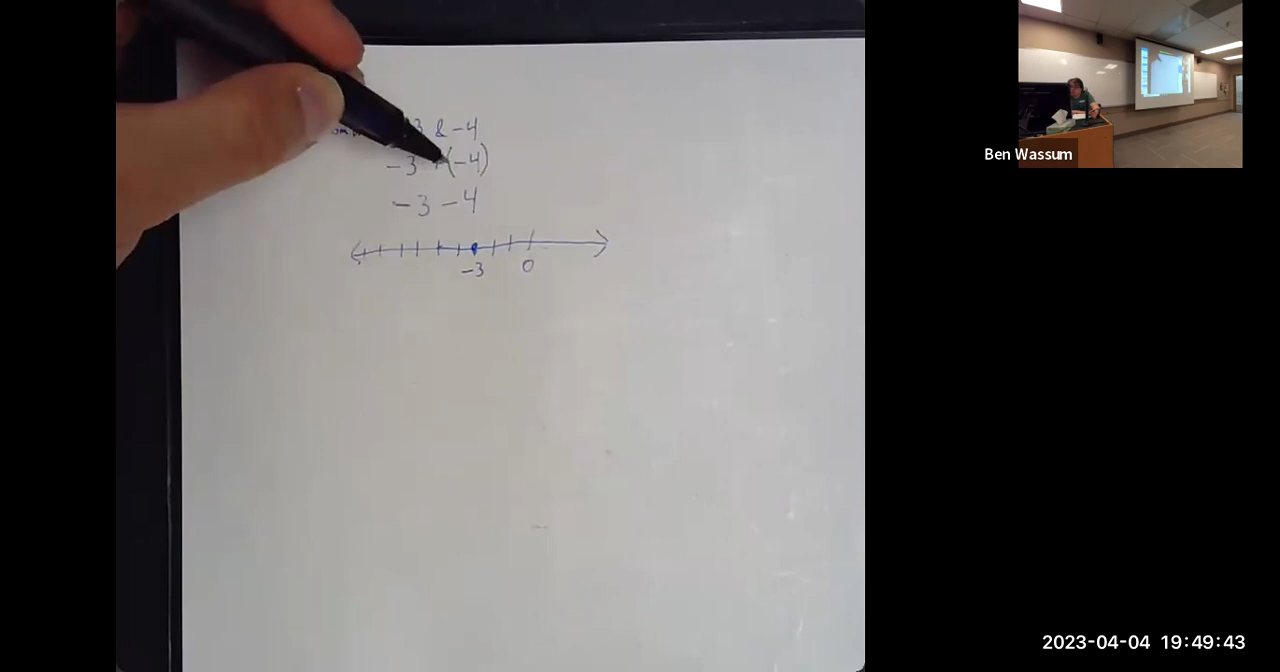 3 & -4
-3 + (-4)
-3 - 4
-3 0
Ben Wassum
2023-04-04 19:49:43